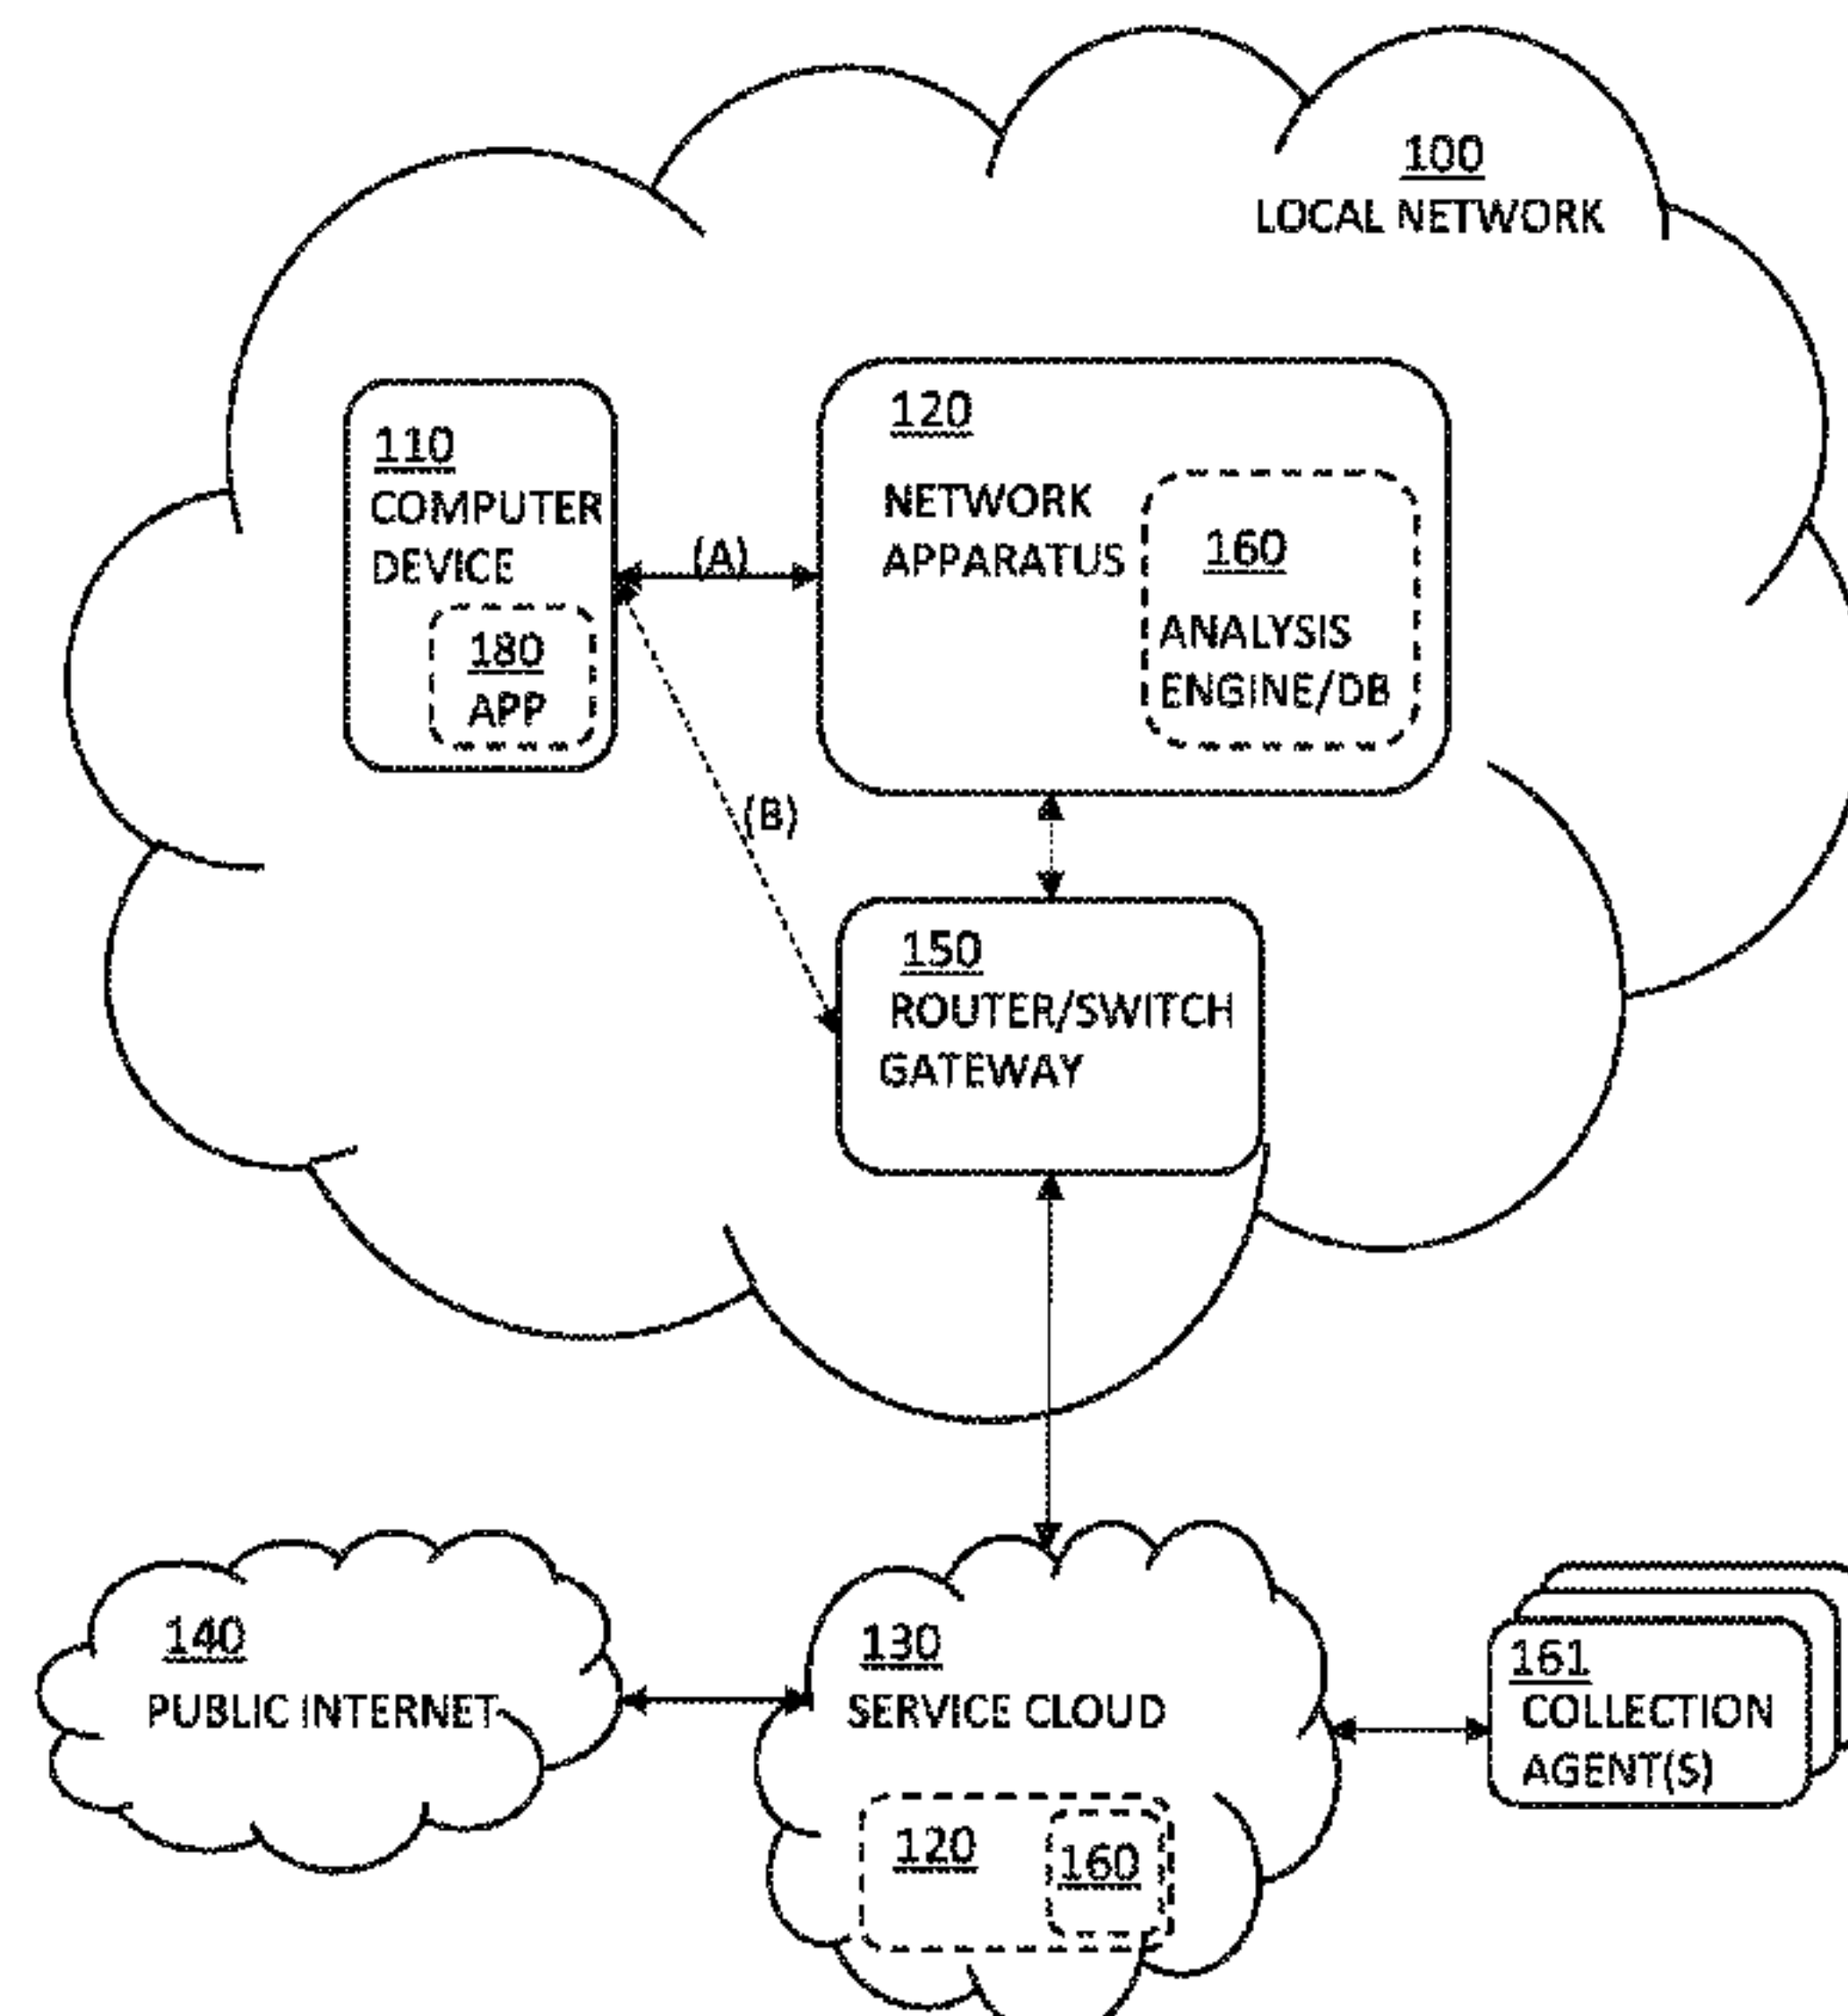 100
LOCAL NETWORK
110
COMPUTER
DEVICE
180
APP
(A)
120
NETWORK
APPARATUS
160
ANALYSIS
ENGINE/DB
(B)
150
ROUTER/SWITCH
GATEWAY
140
PUBLIC INTERNET
130
SERVICE CLOUD
120
160
161
COLLECTION
AGENT(S)